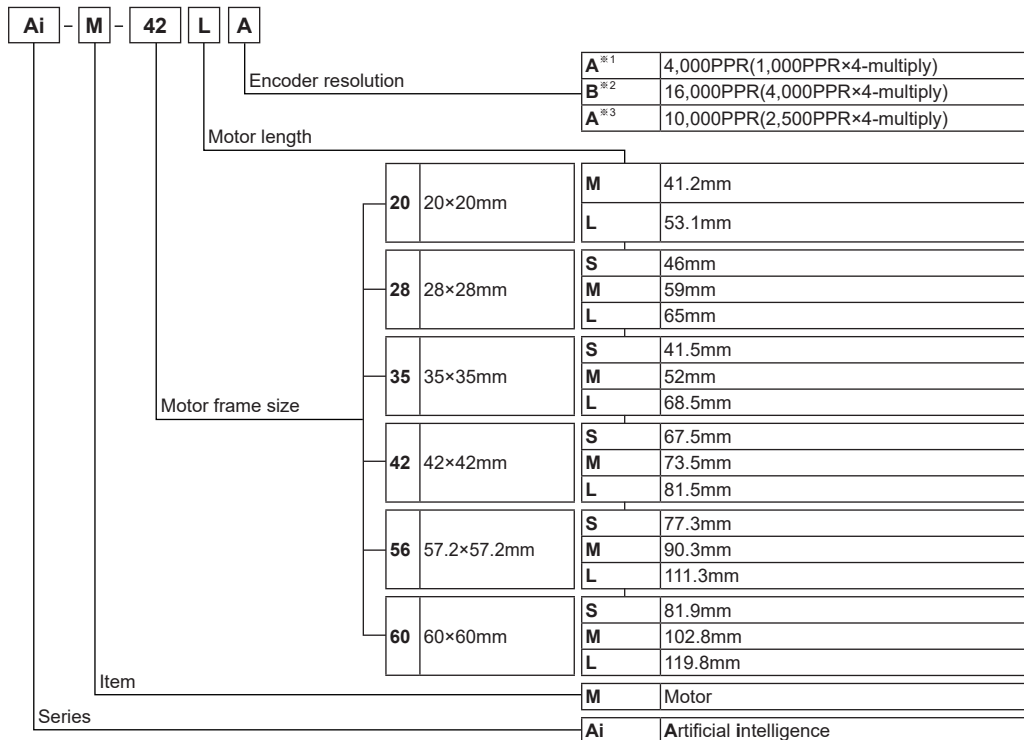 Ai - M - 42 L A
Encoder resolution
A※1 4,000PPR(1,000PPR×4-multiply)
B※2 16,000PPR(4,000PPR×4-multiply)
A※3 10,000PPR(2,500PPR×4-multiply)
Motor length
20 20×20mm
M 41.2mm
L 53.1mm
28 28×28mm
S 46mm
M 59mm
L 65mm
35 35×35mm
S 41.5mm
M 52mm
L 68.5mm
Motor frame size
42 42×42mm
S 67.5mm
M 73.5mm
L 81.5mm
56 57.2×57.2mm
S 77.3mm
M 90.3mm
L 111.3mm
60 60×60mm
S 81.9mm
M 102.8mm
L 119.8mm
Item
M Motor
Series
Ai Artificial intelligence